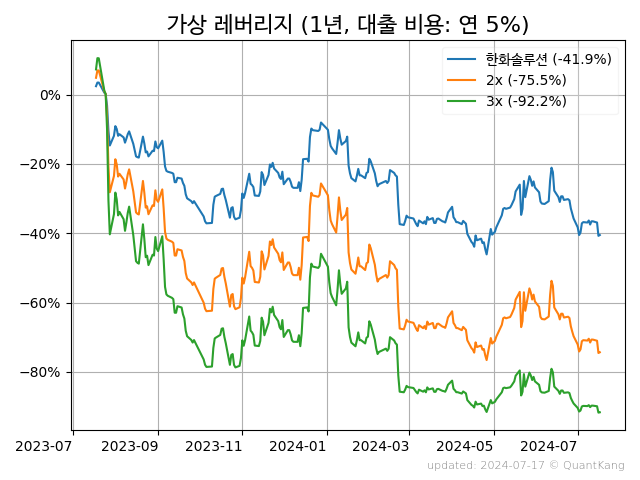 가상 레버리지 (1년, 대출 비용: 연 5%)
한화솔루션 (-41.9%)
2x (-75.5%)
3x (-92.2%)
0%
−20%
−40%
−60%
−80%
2023-07 2023-09 2023-11 2024-01 2024-03 2024-05 2024-07
updated: 2024-07-17 © QuantKang